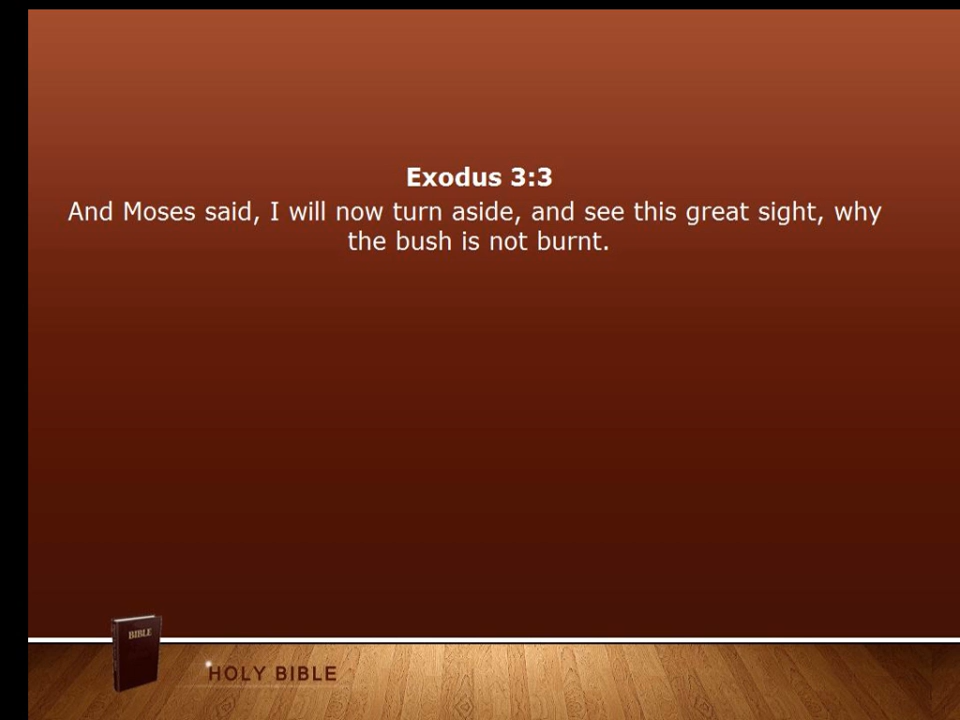 Exodus 3:3
And Moses said, I will now turn aside, and see this great sight, why
the bush is not burnt.
BIBLE
HOLY BIBLE